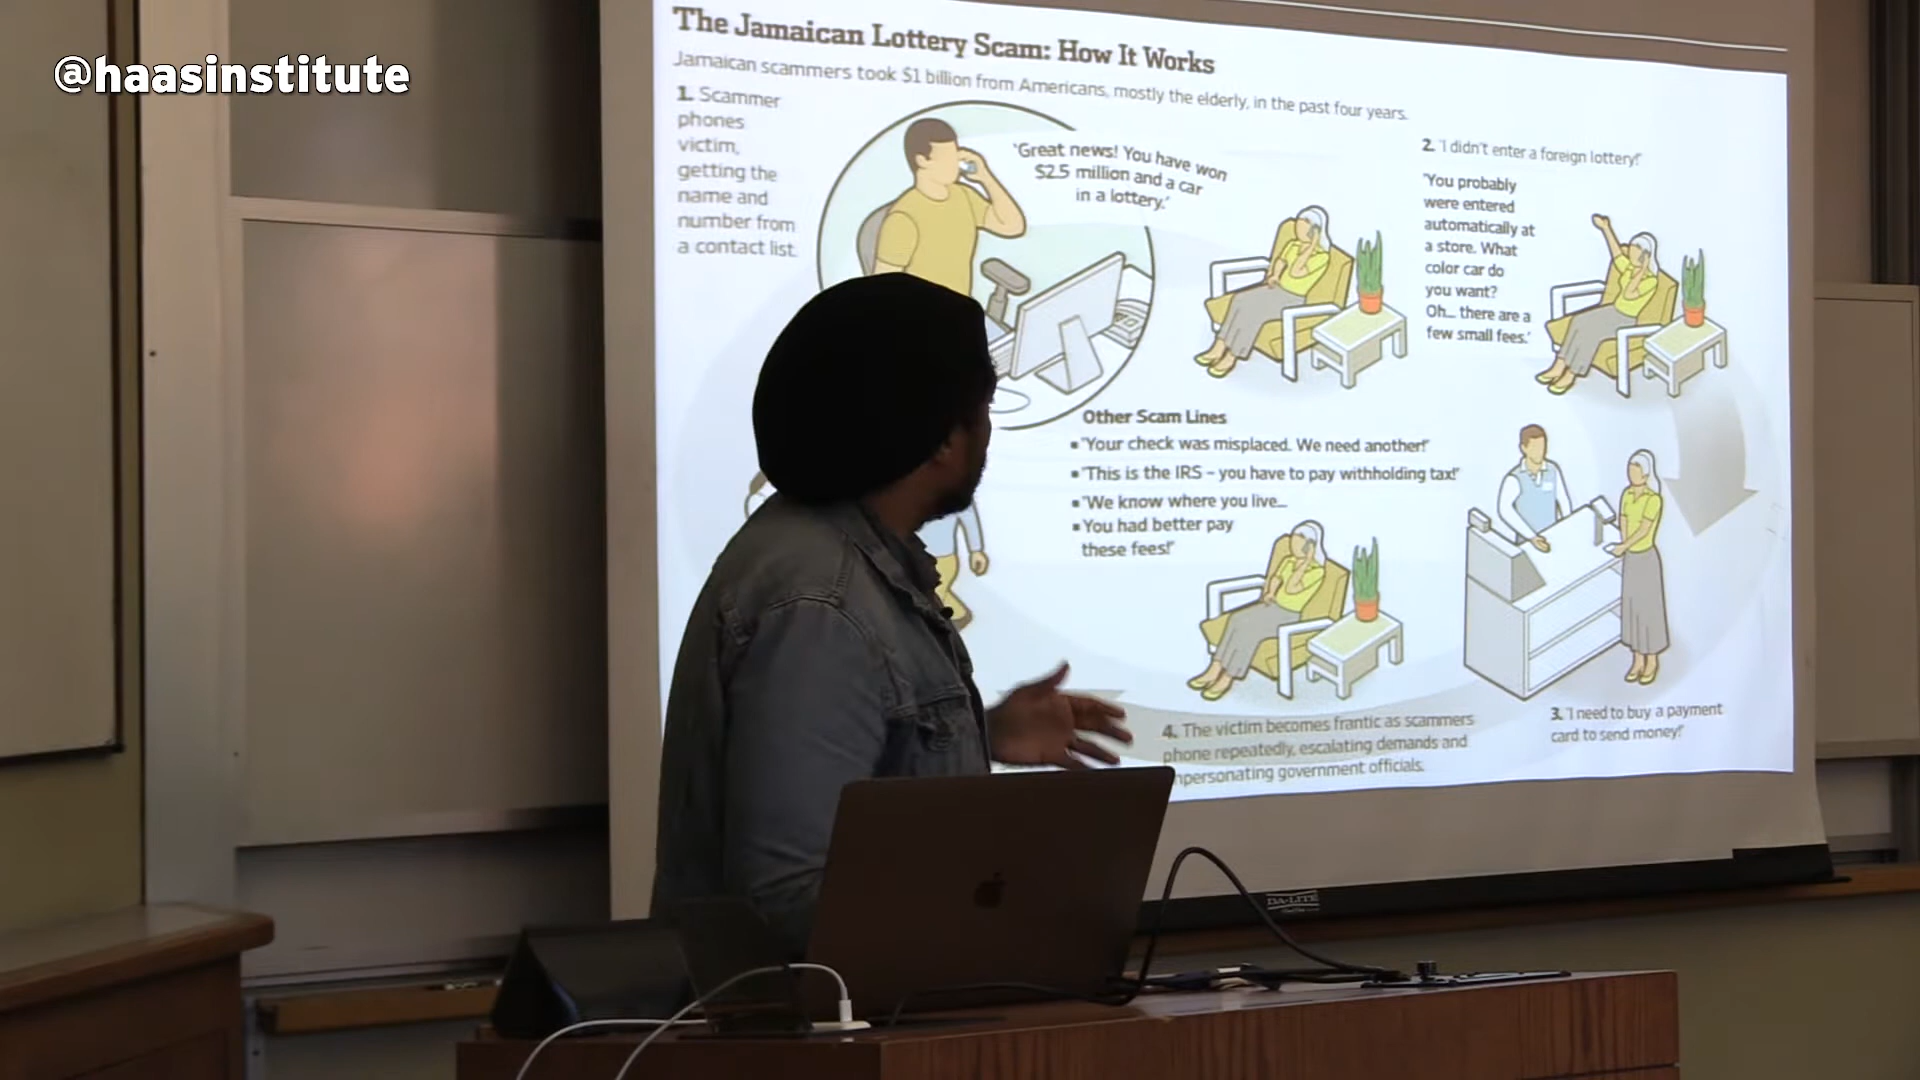 @haasinstitute
The Jamaican Lottery Scam: How It Works
Jamaican scammers took $1 billion from Americans, mostly the elderly, in the past four years.
1. Scammer
phones
victim,
getting the
name and
number from
a contact list.
'Great news! You have won
$2.5 million and a car
in a lottery.'
2. 'I didn't enter a foreign lottery!'
'You probably
were entered
automatically at
a store. What
color car do
you want?
Oh... there are a
few small fees.'
Other Scam Lines
▪ 'Your check was misplaced. We need another!'
▪ 'This is the IRS – you have to pay withholding tax!'
▪ 'We know where you live...
▪ You had better pay
these fees!'
3. 'I need to buy a payment
card to send money!'
4. The victim becomes frantic as scammers
phone repeatedly, escalating demands and
mpersonating government officials.
DA-LITE